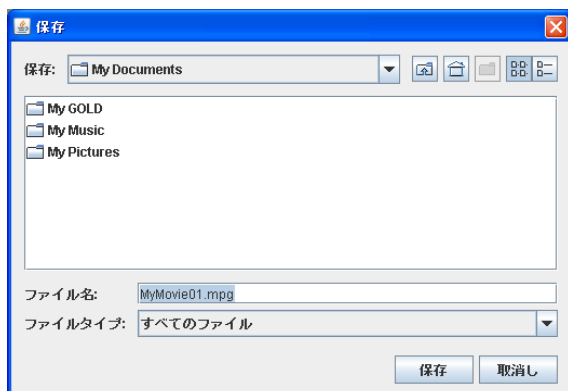 保存
保存: My Documents
My GOLD
My Music
My Pictures
ファイル名: MyMovie01.mpg
ファイルタイプ: すべてのファイル
保存 取消し